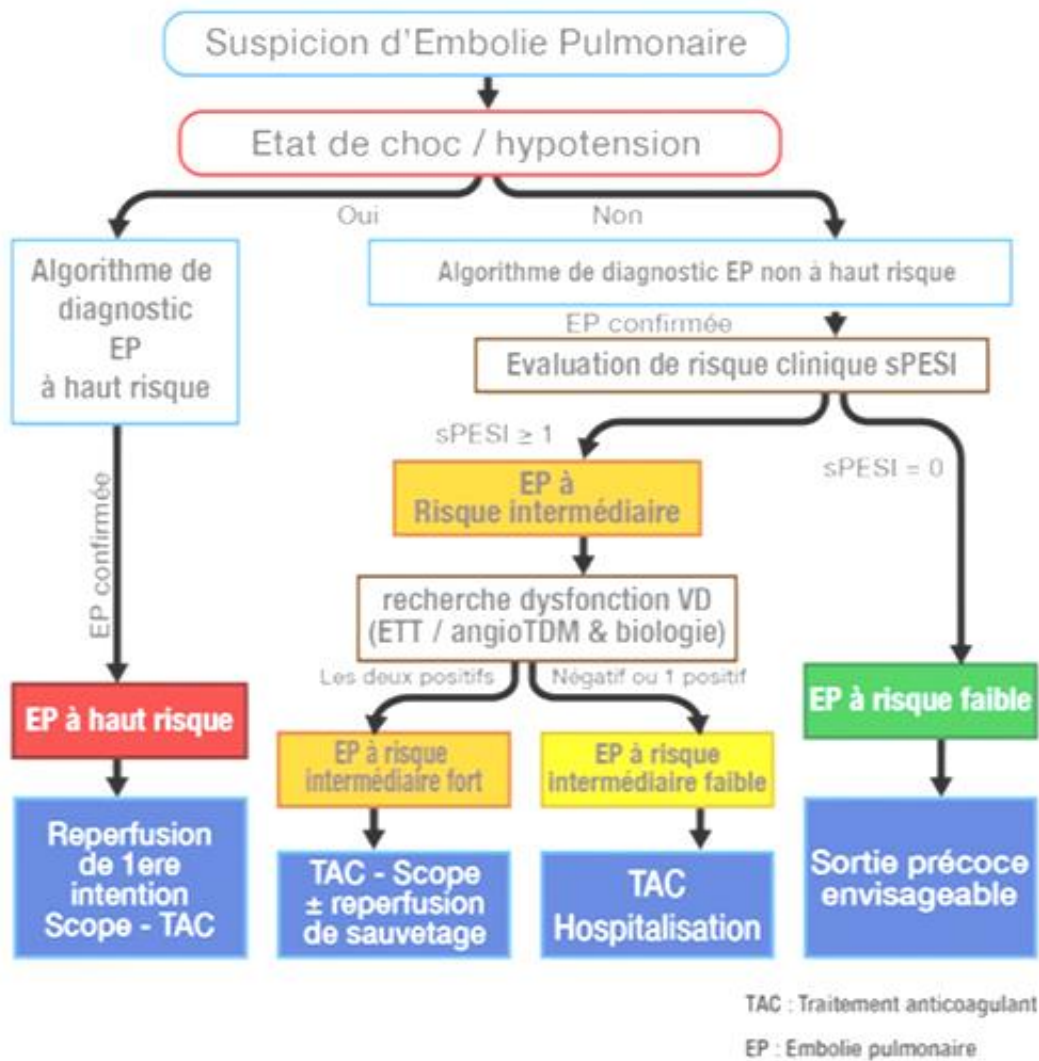 Suspicion d'Embolie Pulmonaire
Etat de choc / hypotension
Oui
Non
Algorithme de
diagnostic
EP
à haut risque
Algorithme de diagnostic EP non à haut risque
EP confirmée
Evaluation de risque clinique sPESI
sPESI ≥ 1
sPESI = 0
EP à
Risque intermédiaire
EP confirmée
recherche dysfonction VD
(ETT / angioTDM & biologie)
Les deux positifs
Négatif ou 1 positif
EP à haut risque
EP à risque
intermédiaire fort
EP à risque
intermédiaire faible
EP à risque faible
Reperfusion
de 1ere
intention
Scope - TAC
TAC - Scope
± reperfusion
de sauvetage
TAC
Hospitalisation
Sortie précoce
envisageable
TAC : Traitement anticoagulant
EP : Embolie pulmonaire